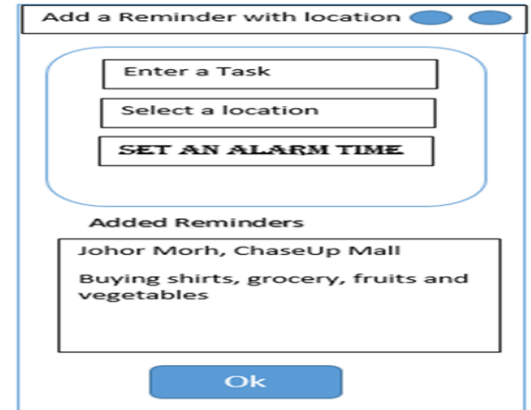 Add a Reminder with location
Enter a Task
Select a location
SET AN ALARM TIME
Added Reminders
Johor Morh, ChaseUp Mall
Buying shirts, grocery, fruits and
vegetables
Ok